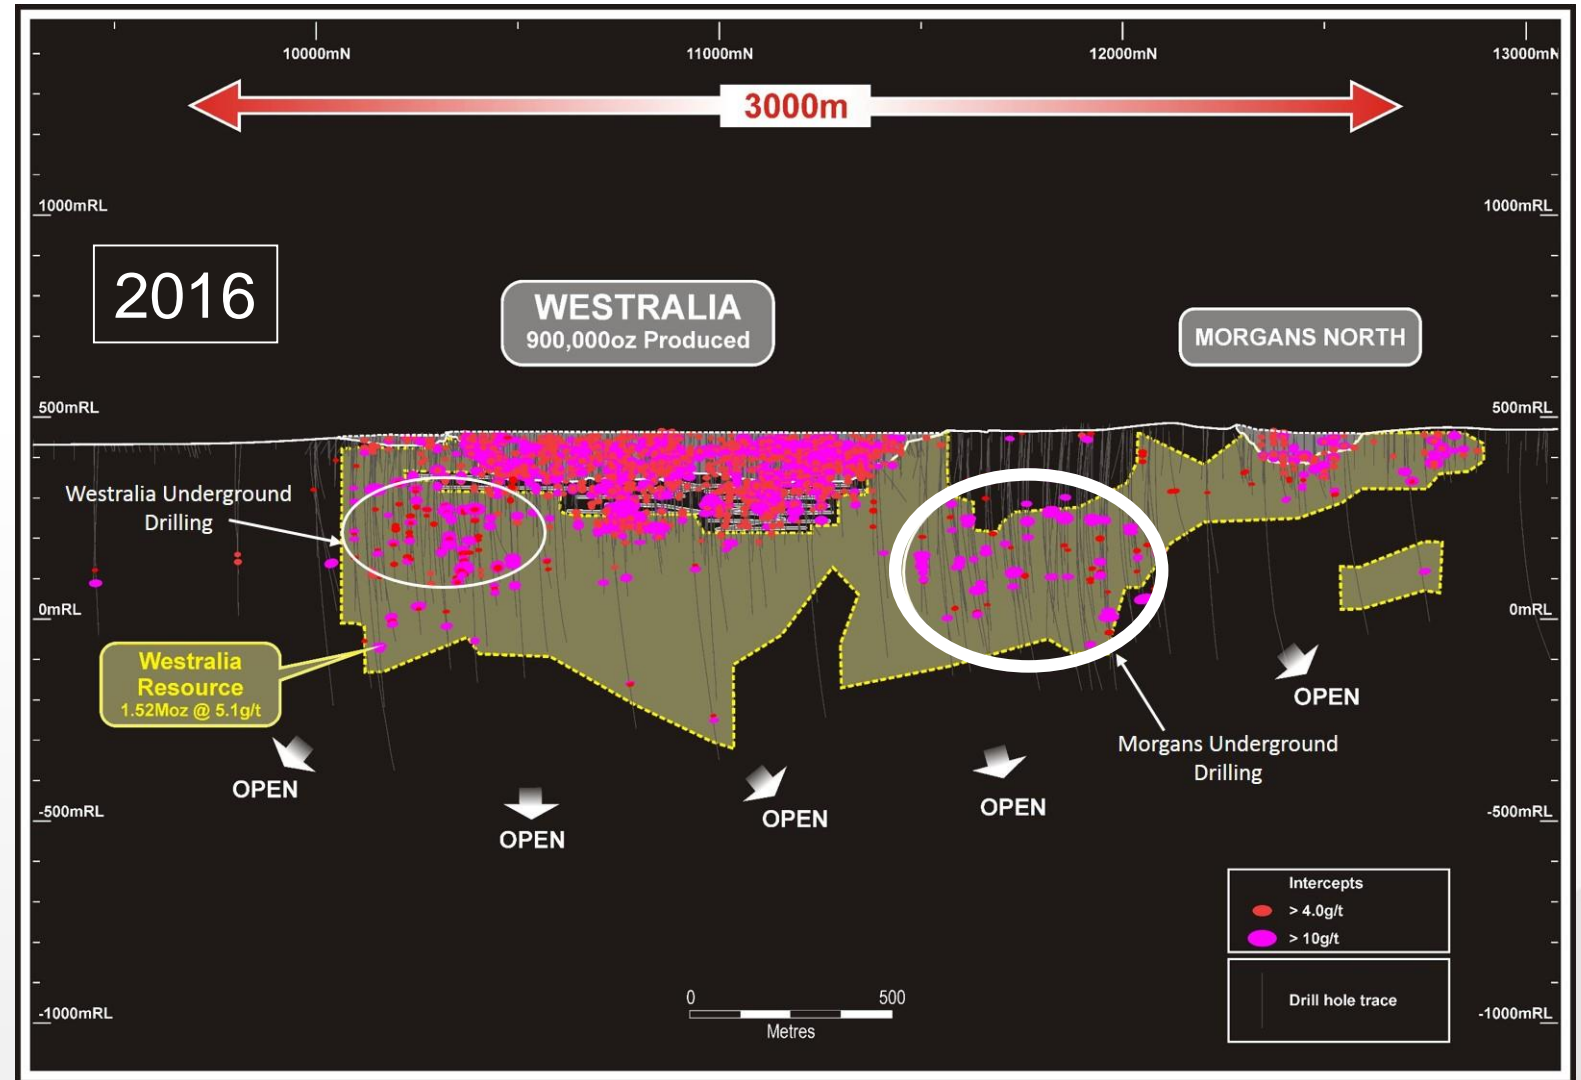 10000mN
11000mN
12000mN
13000mN
3000m
1000mRL
1000mRL
2016
WESTRALIA
900,000oz Produced
MORGANS NORTH
500mRL
500mRL
Westralia Underground
Drilling
0mRL
0mRL
Westralia
Resource
1.52Moz @ 5.1g/t
OPEN
Morgans Underground
Drilling
OPEN
OPEN
OPEN
OPEN
-500mRL
-500mRL
Intercepts
> 4.0g/t
> 10g/t
Drill hole trace
0
500
Metres
-1000mRL
-1000mRL